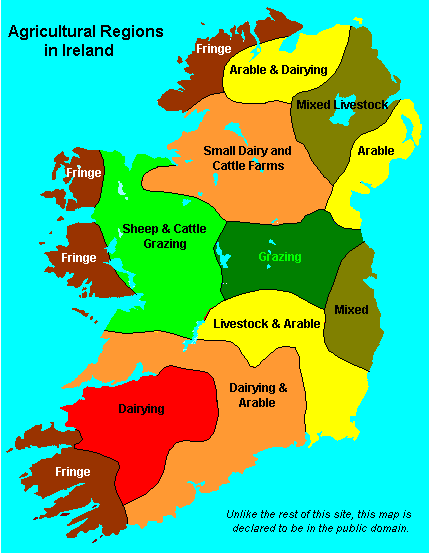 Agricultural Regions
in Ireland
Fringe
Arable & Dairying
Mixed Livestock
Small Dairy and
Cattle Farms
Arable
Fringe
Sheep & Cattle
Grazing
Fringe
Grazing
Livestock & Arable
Mixed
Dairying &
Arable
Dairying
Fringe
Unlike the rest of this site, this map is
declared to be in the public domain.